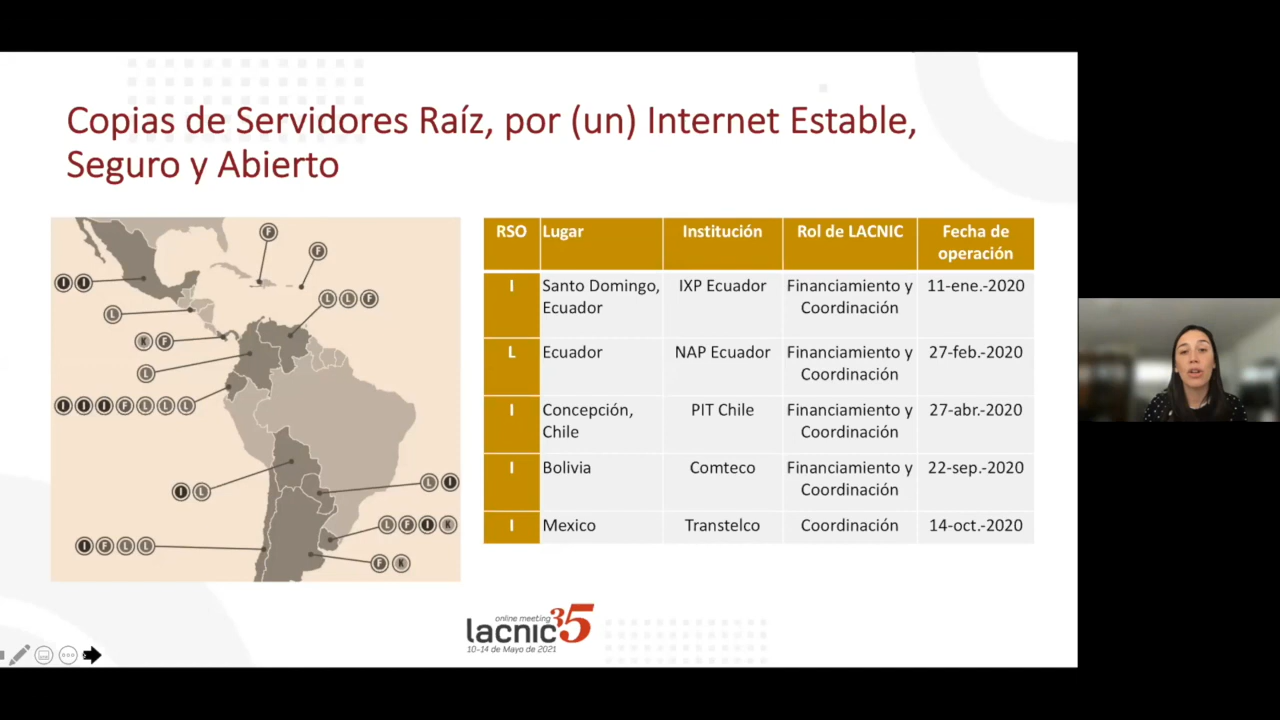 Copias de Servidores Raíz, por (un) Internet Estable,
Seguro y Abierto
F
F
I I
L L F
L
K F
L
I I I F L L L
I L
L I
L F I K
I F L L
F K
RSO Lugar Institución Rol de LACNIC Fecha de
operación
I Santo Domingo, IXP Ecuador Financiamiento y 11-ene.-2020
Ecuador Coordinación
L Ecuador NAP Ecuador Financiamiento y 27-feb.-2020
Coordinación
I Concepción, PIT Chile Financiamiento y 27-abr.-2020
Chile Coordinación
I Bolivia Comteco Financiamiento y 22-sep.-2020
Coordinación
I Mexico Transtelco Coordinación 14-oct.-2020
online meeting
lacnic35
10-14 de Mayo de 2021